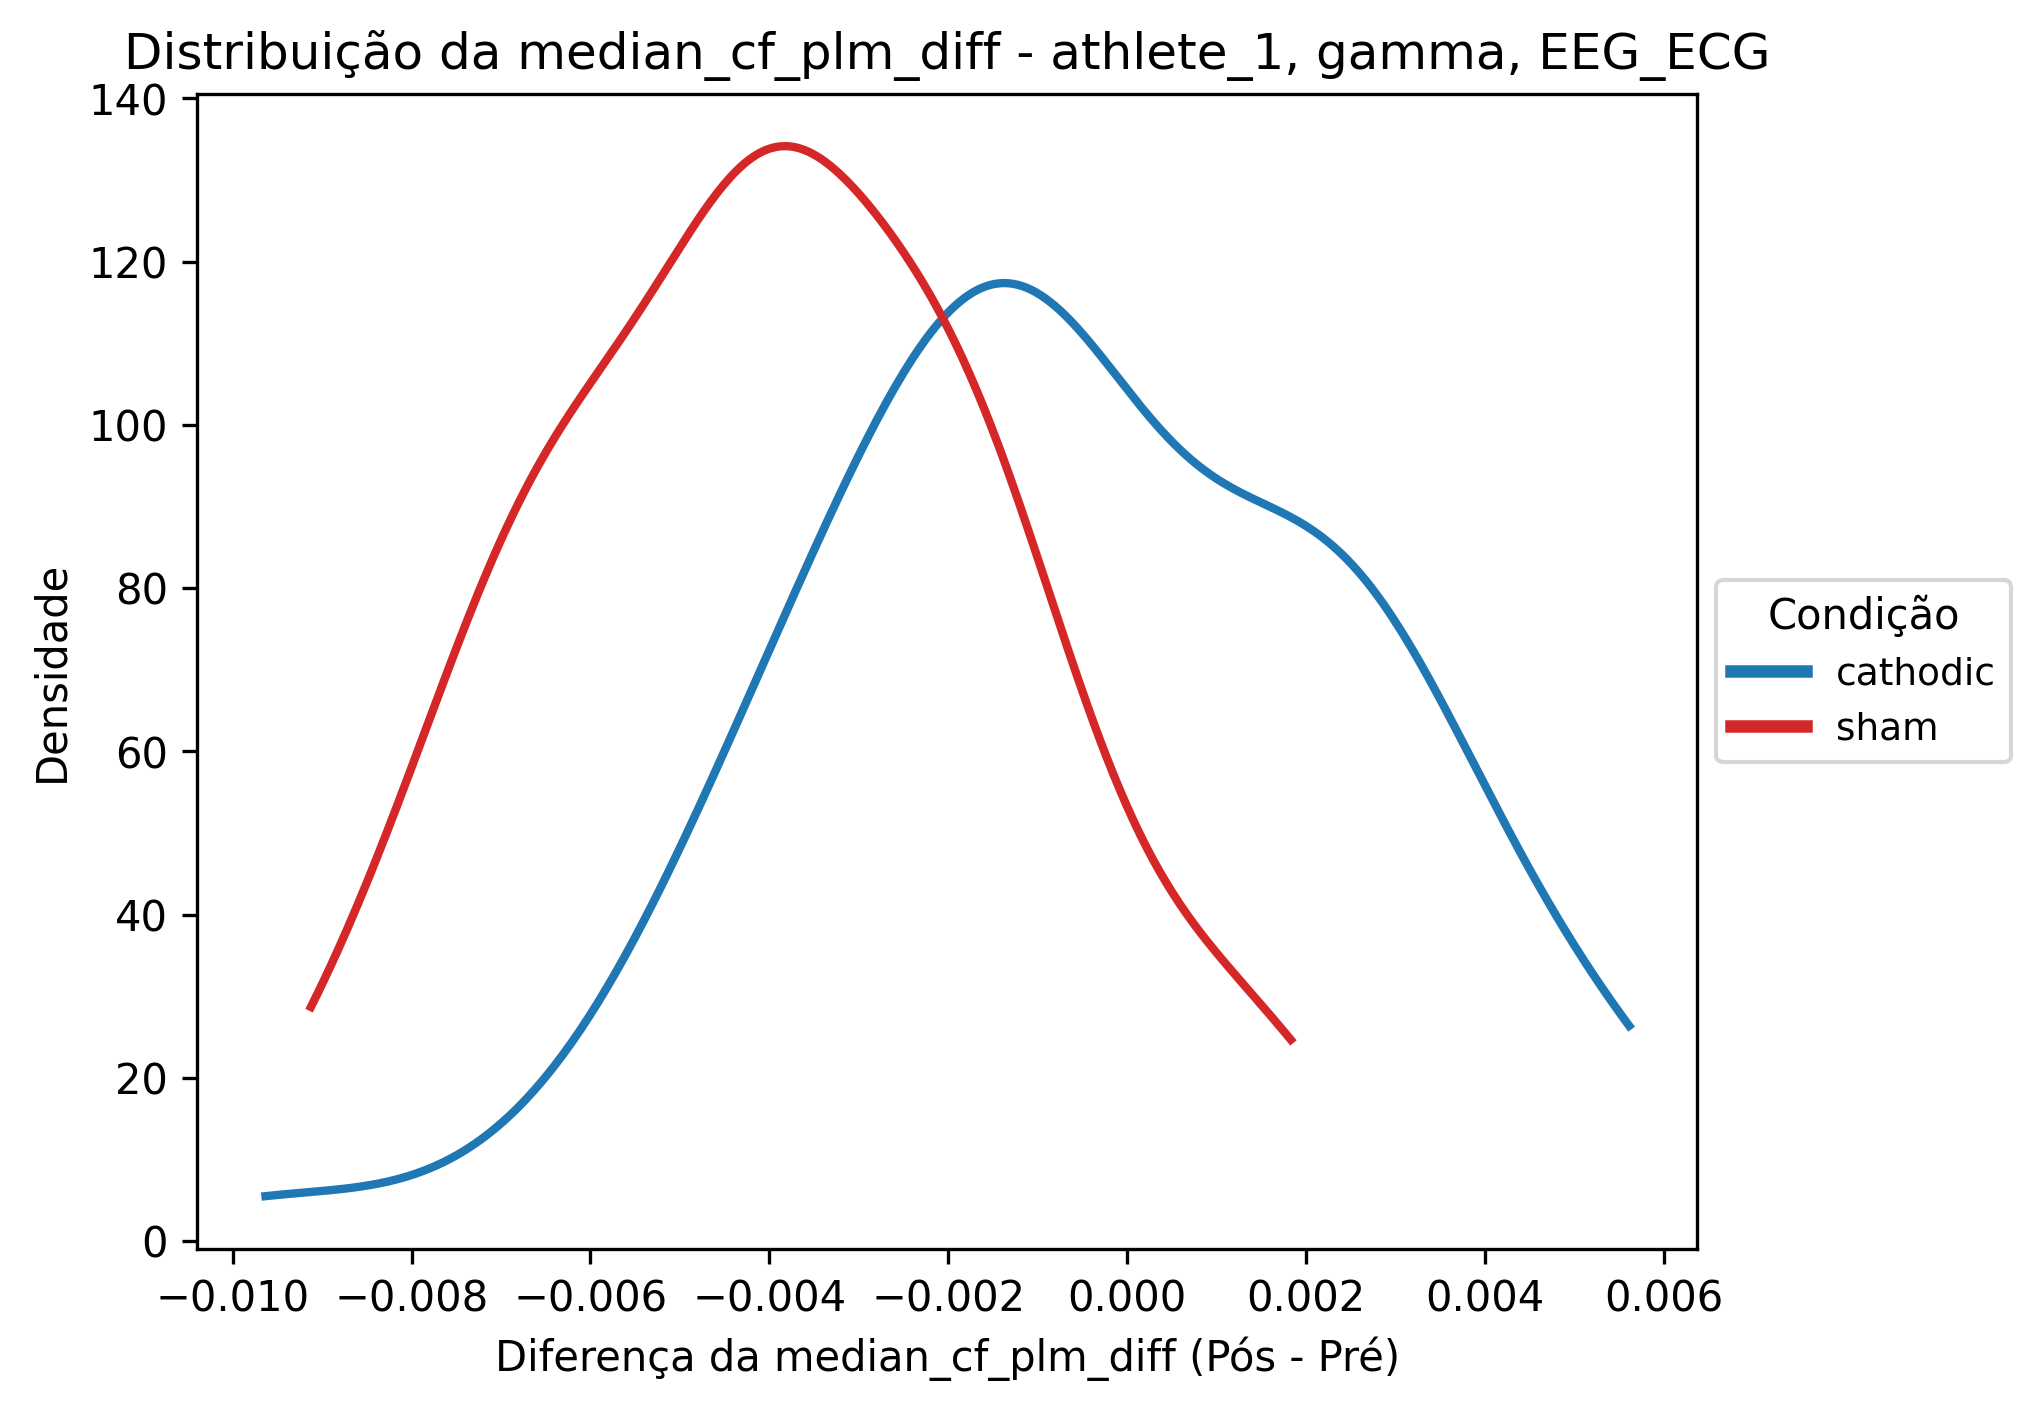 Distribuição da median_cf_plm_diff - athlete_1, gamma, EEG_ECG
140
120
100
80
60
40
20
0
Densidade
−0.010 −0.008 −0.006 −0.004 −0.002 0.000 0.002 0.004 0.006
Diferença da median_cf_plm_diff (Pós - Pré)
Condição
cathodic
sham